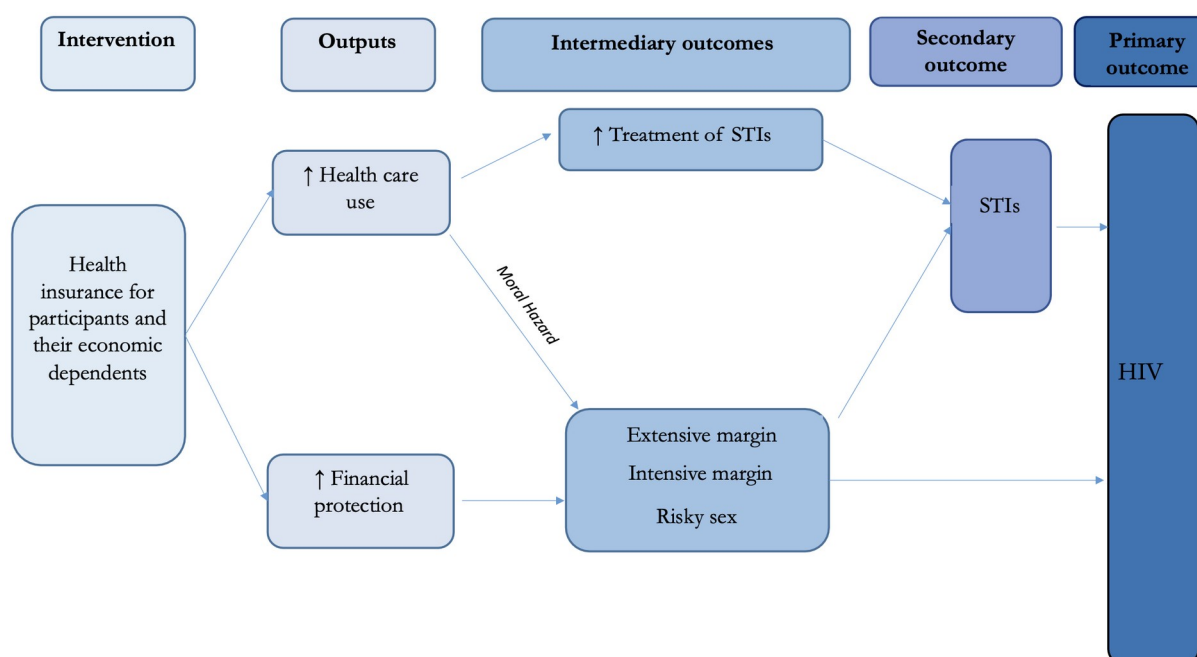 Intervention
Outputs
Intermediary outcomes
Secondary
outcome
Primary
outcome
↑ Treatment of STIs
↑ Health care
use
STIs
Health
insurance for
participants and
their economic
dependents
Moral Hazard
HIV
Extensive margin
Intensive margin
Risky sex
↑ Financial
protection